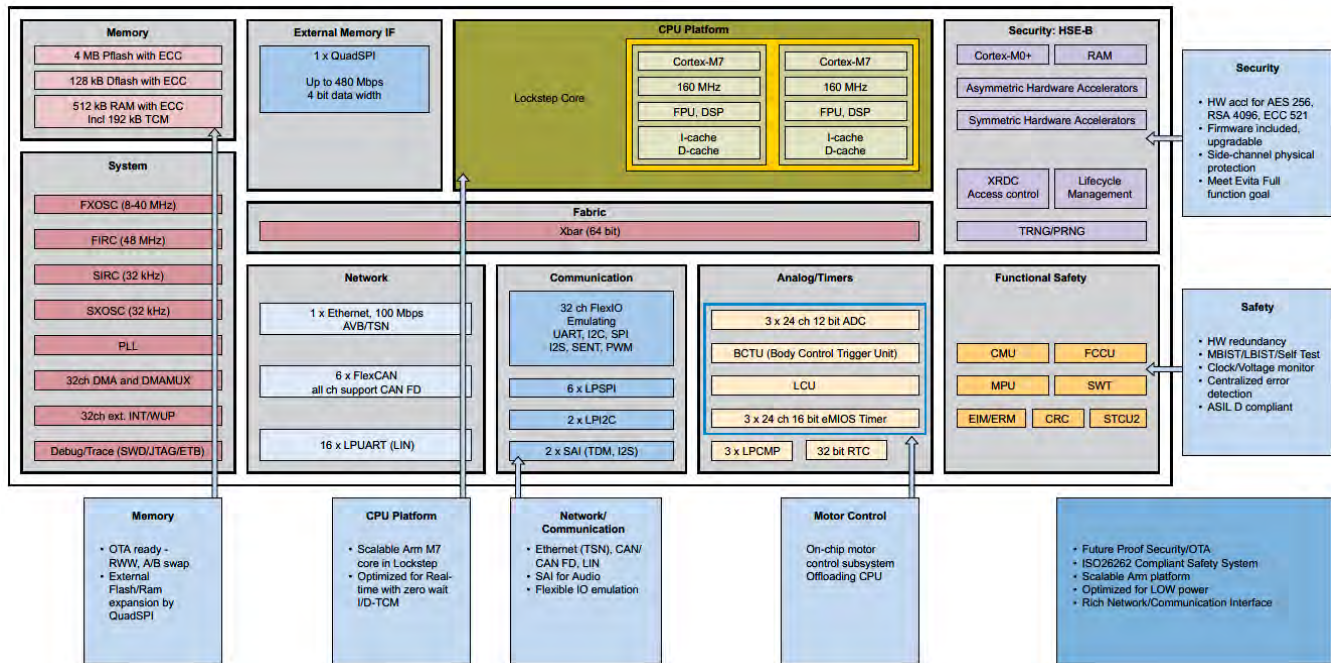 Memory
4 MB Pflash with ECC
128 kB Dflash with ECC
512 kB RAM with ECC
Incl 192 kB TCM
External Memory IF
1 x QuadSPI
Up to 480 Mbps
4 bit data width
CPU Platform
Lockstep Core
Cortex-M7
160 MHz
FPU, DSP
I-cache
D-cache
Cortex-M7
160 MHz
FPU, DSP
I-cache
D-cache
Security: HSE-B
Cortex-M0+
RAM
Asymmetric Hardware Accelerators
Symmetric Hardware Accelerators
XRDC
Access control
Lifecycle
Management
TRNG/PRNG
Security
• HW accl for AES 256,
RSA 4096, ECC 521
• Firmware included,
upgradable
• Side-channel physical
protection
• Meet Evita Full
function goal
System
FXOSC (8-40 MHz)
FIRC (48 MHz)
SIRC (32 kHz)
SXOSC (32 kHz)
PLL
32ch DMA and DMAMUX
32ch ext. INT/WUP
Debug/Trace (SWD/JTAG/ETB)
Fabric
Xbar (64 bit)
Network
1 x Ethernet, 100 Mbps
AVB/TSN
6 x FlexCAN
all ch support CAN FD
16 x LPUART (LIN)
Communication
32 ch FlexIO
Emulating
UART, I2C, SPI
I2S, SENT, PWM
6 x LPSPI
2 x LPI2C
2 x SAI (TDM, I2S)
Analog/Timers
3 x 24 ch 12 bit ADC
BCTU (Body Control Trigger Unit)
LCU
3 x 24 ch 16 bit eMIOS Timer
3 x LPCMP
32 bit RTC
Functional Safety
CMU
FCCU
MPU
SWT
EIM/ERM
CRC
STCU2
Safety
• HW redundancy
• MBIST/LBIST/Self Test
• Clock/Voltage monitor
• Centralized error
detection
• ASIL D compliant
Memory
• OTA ready -
RWW, A/B swap
• External
Flash/Ram
expansion by
QuadSPI
CPU Platform
• Scalable Arm M7
core in Lockstep
• Optimized for Real-
time with zero wait
I/D-TCM
Network/
Communication
• Ethernet (TSN), CAN/
CAN FD, LIN
• SAI for Audio
• Flexible IO emulation
Motor Control
On-chip motor
control subsystem
Offloading CPU
• Future Proof Security/OTA
• ISO26262 Compliant Safety System
• Scalable Arm platform
• Optimized for LOW power
• Rich Network/Communication Interface